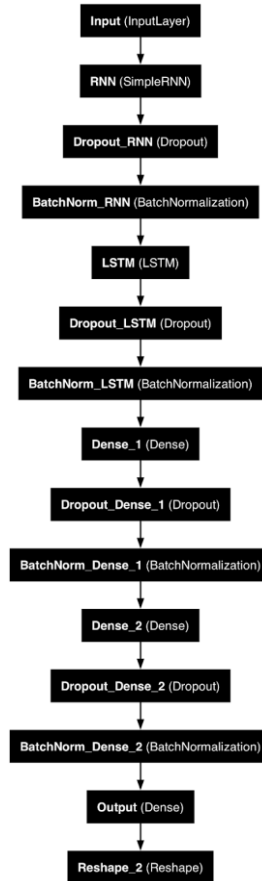 Input (InputLayer)
RNN (SimpleRNN)
Dropout_RNN (Dropout)
BatchNorm_RNN (BatchNormalization)
LSTM (LSTM)
Dropout_LSTM (Dropout)
BatchNorm_LSTM (BatchNormalization)
Dense_1 (Dense)
Dropout_Dense_1 (Dropout)
BatchNorm_Dense_1 (BatchNormalization)
Dense_2 (Dense)
Dropout_Dense_2 (Dropout)
BatchNorm_Dense_2 (BatchNormalization)
Output (Dense)
Reshape_2 (Reshape)